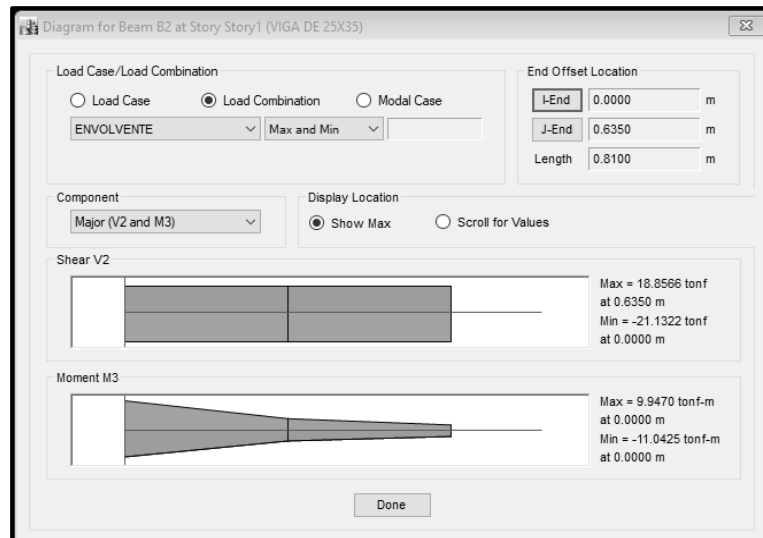 Diagram for Beam B2 at Story Story1 (VIGA DE 25X35)
Load Case/Load Combination
Load Case Load Combination Modal Case
ENVOLVENTE Max and Min
End Offset Location
I-End 0.0000 m
J-End 0.6350 m
Length 0.8100 m
Component
Major (V2 and M3)
Display Location
Show Max Scroll for Values
Shear V2
Max = 18.8566 tonf
at 0.6350 m
Min = -21.1322 tonf
at 0.0000 m
Moment M3
Max = 9.9470 tonf-m
at 0.0000 m
Min = -11.0425 tonf-m
at 0.0000 m
Done